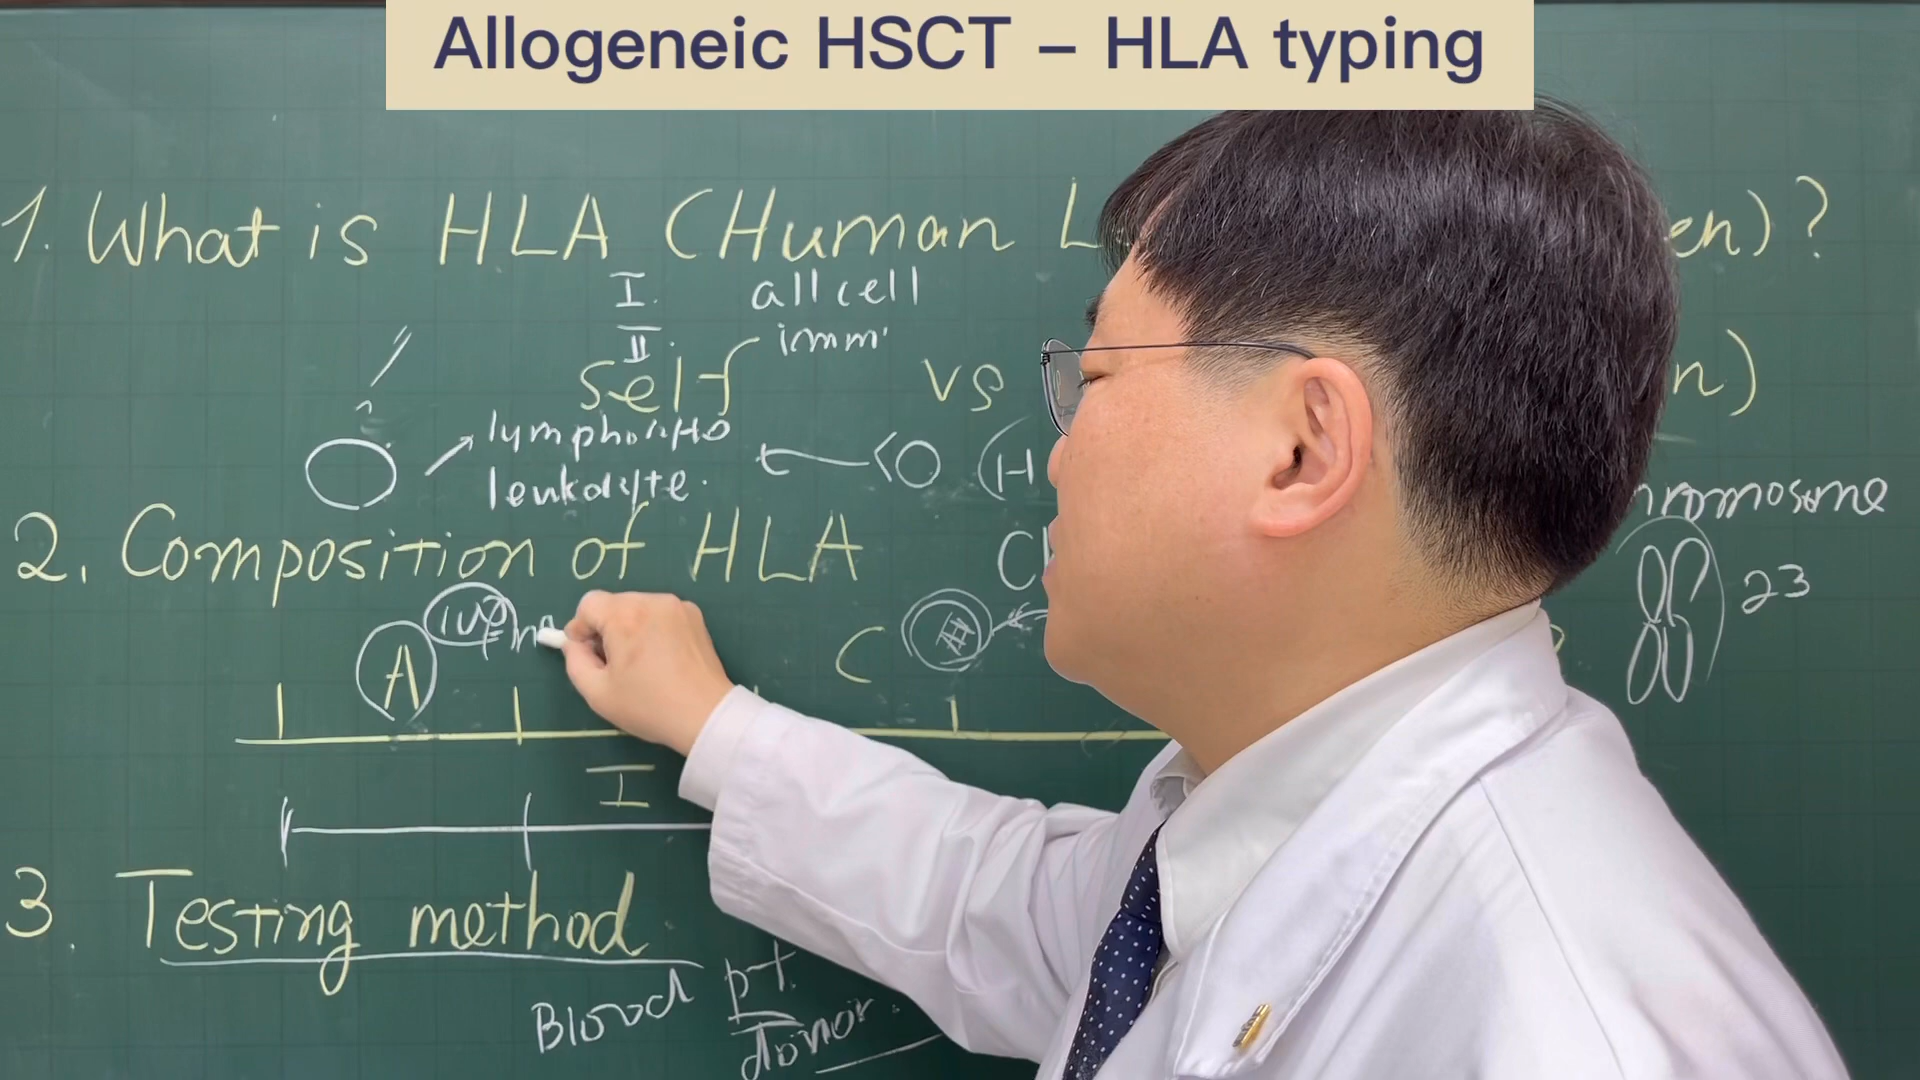 Allogeneic HSCT – HLA typing
1. What is HLA (Human L en)?
I. all cell
II. imm'
self vs n)
leukocyte.
hromosome
2. Composition of HLA
23
A C
I
3. Testing method
Blood pt.
donor.